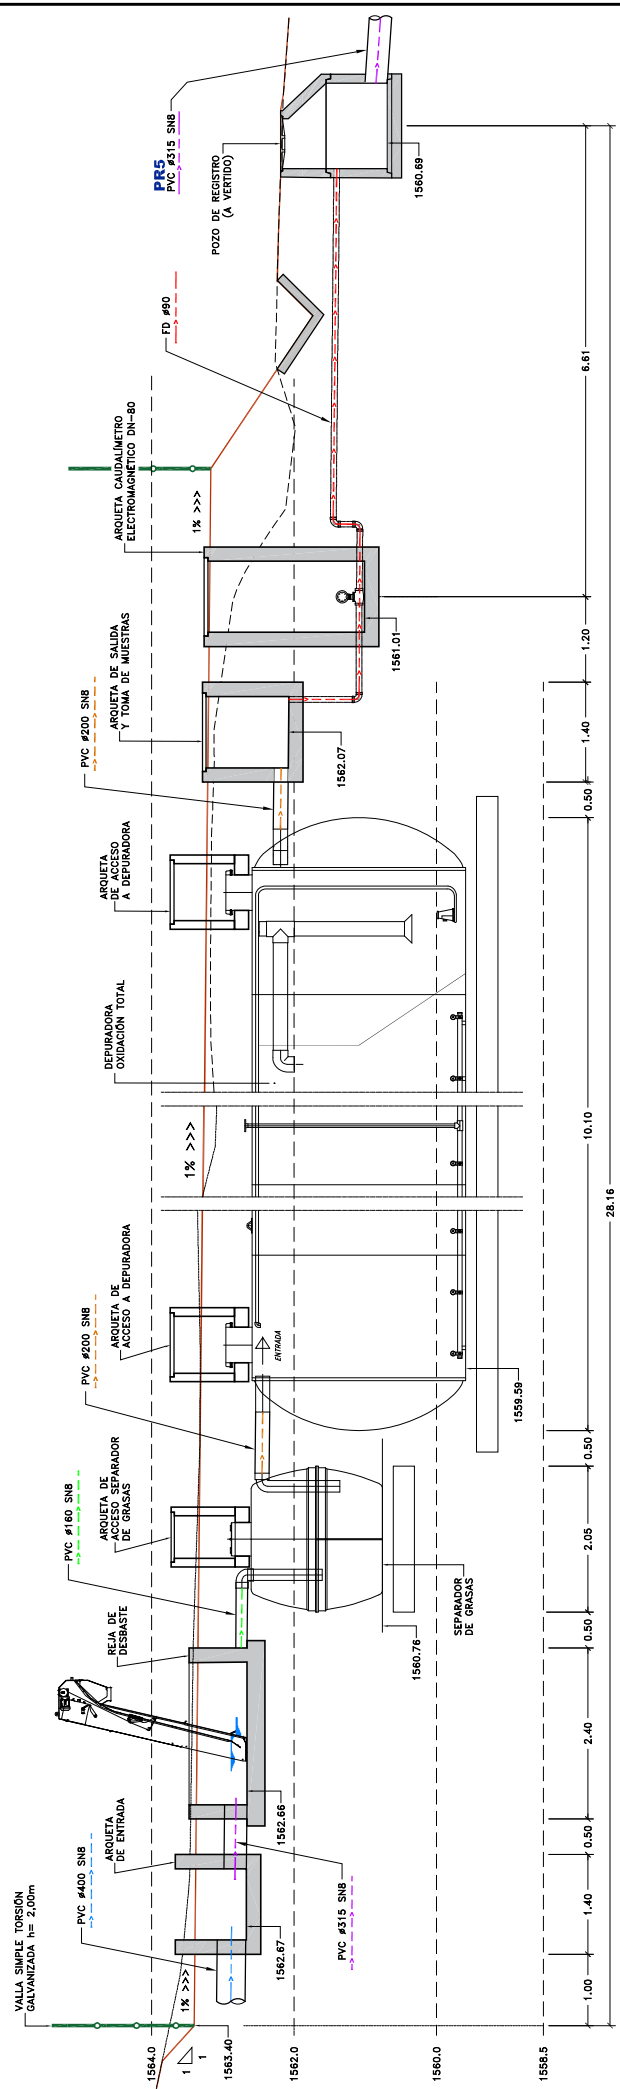 VALLA SIMPLE TORSIÓN
GALVANIZADA h= 2,00m
PVC ø400 SN8
ARQUETA
DE ENTRADA
REJA DE
DESBASTE
PVC ø160 SN8
ARQUETA DE
ACCESO SEPARADOR
DE GRASAS
PVC ø200 SN8
ARQUETA DE
ACCESO A DEPURADORA
DEPURADORA
OXIDACIÓN TOTAL
ARQUETA
DE ACCESO
A DEPURADORA
PVC ø200 SN8
ARQUETA DE SALIDA
Y TOMA DE MUESTRAS
ARQUETA CAUDALÍMETRO
ELECTROMAGNÉTICO DN-80
FD ø90
PR5
PVC ø315 SN8
POZO DE REGISTRO
(A VERTIDO)
1% >>>
1% >>>
1% >>>
1564.0
1
1
1563.40
1562.0
1560.0
1558.5
1562.67
PVC ø315 SN8
1562.66
1560.76
SEPARADOR
DE GRASAS
ENTRADA
1559.59
1562.07
1561.01
1560.69
1.00
1.40
0.50
2.40
0.50
2.05
0.50
10.10
0.50
1.40
1.20
6.61
28.16